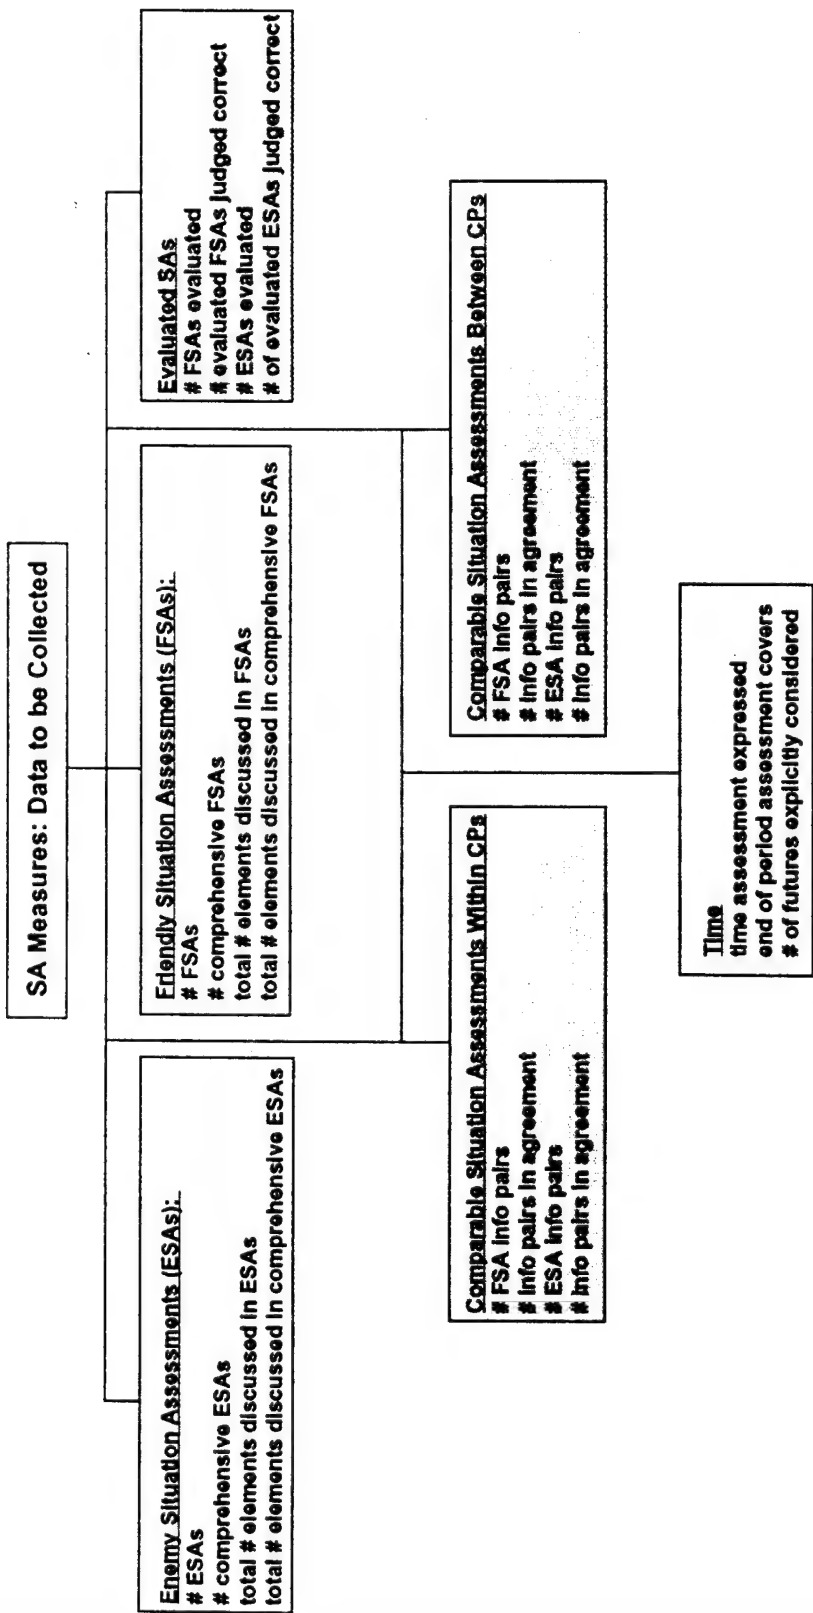 SA Measures: Data to be Collected
Enemy Situation Assessments (ESAs):
# ESAs
# comprehensive ESAs
total # elements discussed in ESAs
total # elements discussed in comprehensive ESAs
Friendly Situation Assessments (FSAs):
# FSAs
# comprehensive FSAs
total # elements discussed in FSAs
total # elements discussed in comprehensive FSAs
Evaluated SAs
# FSAs evaluated
# evaluated FSAs judged correct
# ESAs evaluated
# of evaluated ESAs judged correct
Comparable Situation Assessments Within CPs
# FSA info pairs
# info pairs in agreement
# ESA info pairs
# info pairs in agreement
Comparable Situation Assessments Between CPs
# FSA info pairs
# info pairs in agreement
# ESA info pairs
# info pairs in agreement
Time
time assessment expressed
end of period assessment covers
# of futures explicitly considered